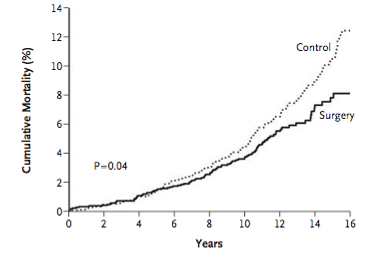 14
12
10
8
6
4
2
0
Cumulative Mortality (%)
Control
Surgery
P=0.04
0 2 4 6 8 10 12 14 16
Years